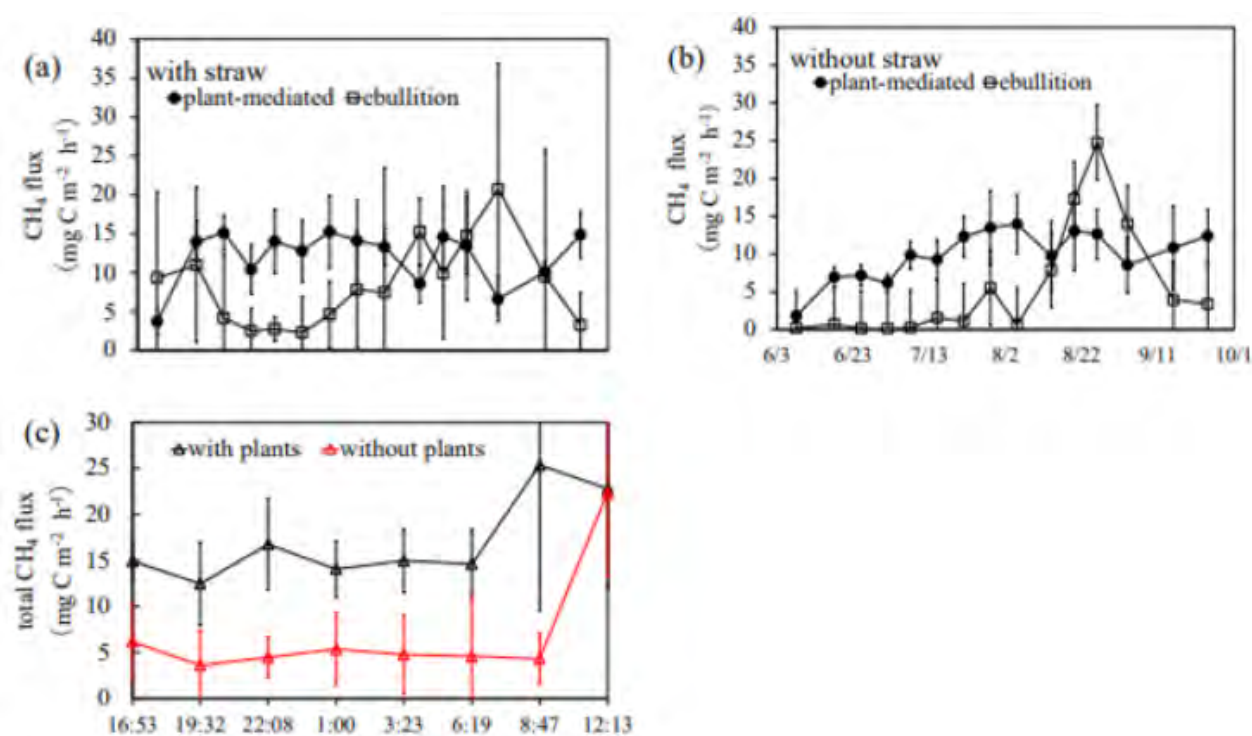 (a)
with straw
plant-mediated ebullition
CH₄ flux
(mg C m⁻² h⁻¹)
40
35
30
25
20
15
10
5
0
(b)
without straw
plant-mediated ebullition
CH₄ flux
(mg C m⁻² h⁻¹)
40
35
30
25
20
15
10
5
0
6/3 6/23 7/13 8/2 8/22 9/11 10/1
(c)
with plants without plants
total CH₄ flux
(mg C m⁻² h⁻¹)
30
25
20
15
10
5
0
16:53 19:32 22:08 1:00 3:23 6:19 8:47 12:13